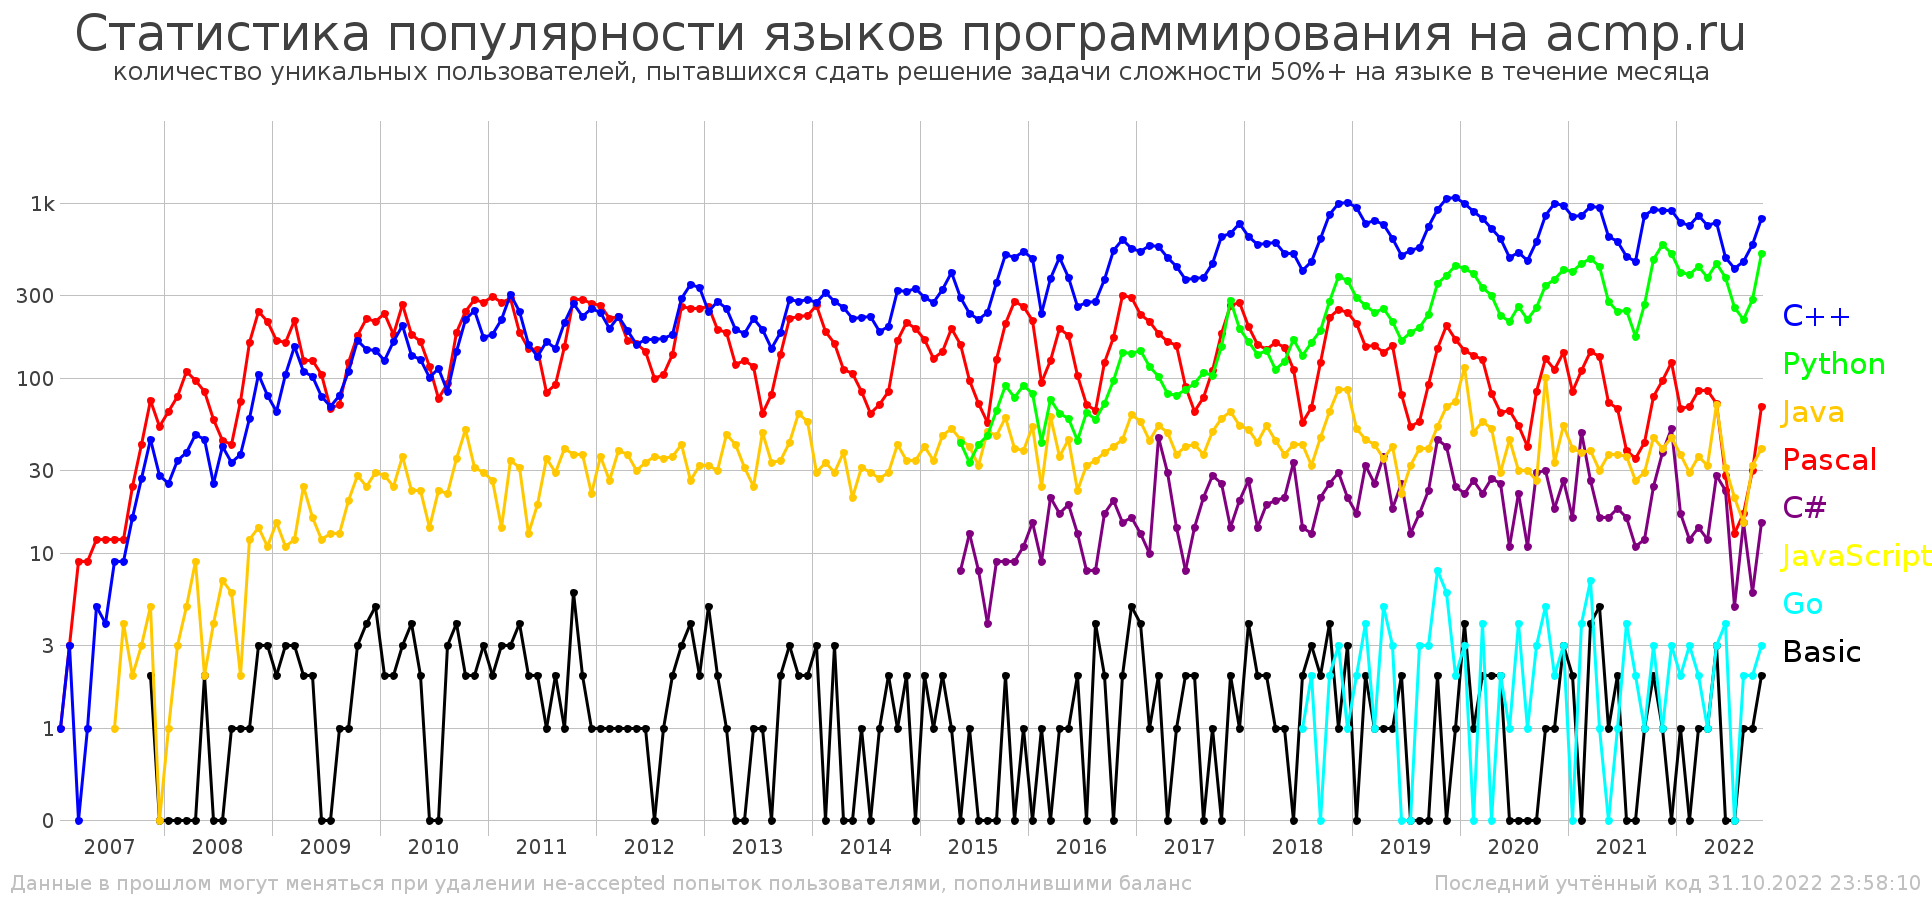 Статистика популярности языков программирования на acmp.ru
количество уникальных пользователей, пытавшихся сдать решение задачи сложности 50%+ на языке в течение месяца
1k
300
100
30
10
3
1
0
C++
Python
Java
Pascal
C#
JavaScript
Go
Basic
2007 2008 2009 2010 2011 2012 2013 2014 2015 2016 2017 2018 2019 2020 2021 2022
Данные в прошлом могут меняться при удалении не-accepted попыток пользователями, пополнившими баланс
Последний учтённый код 31.10.2022 23:58:10